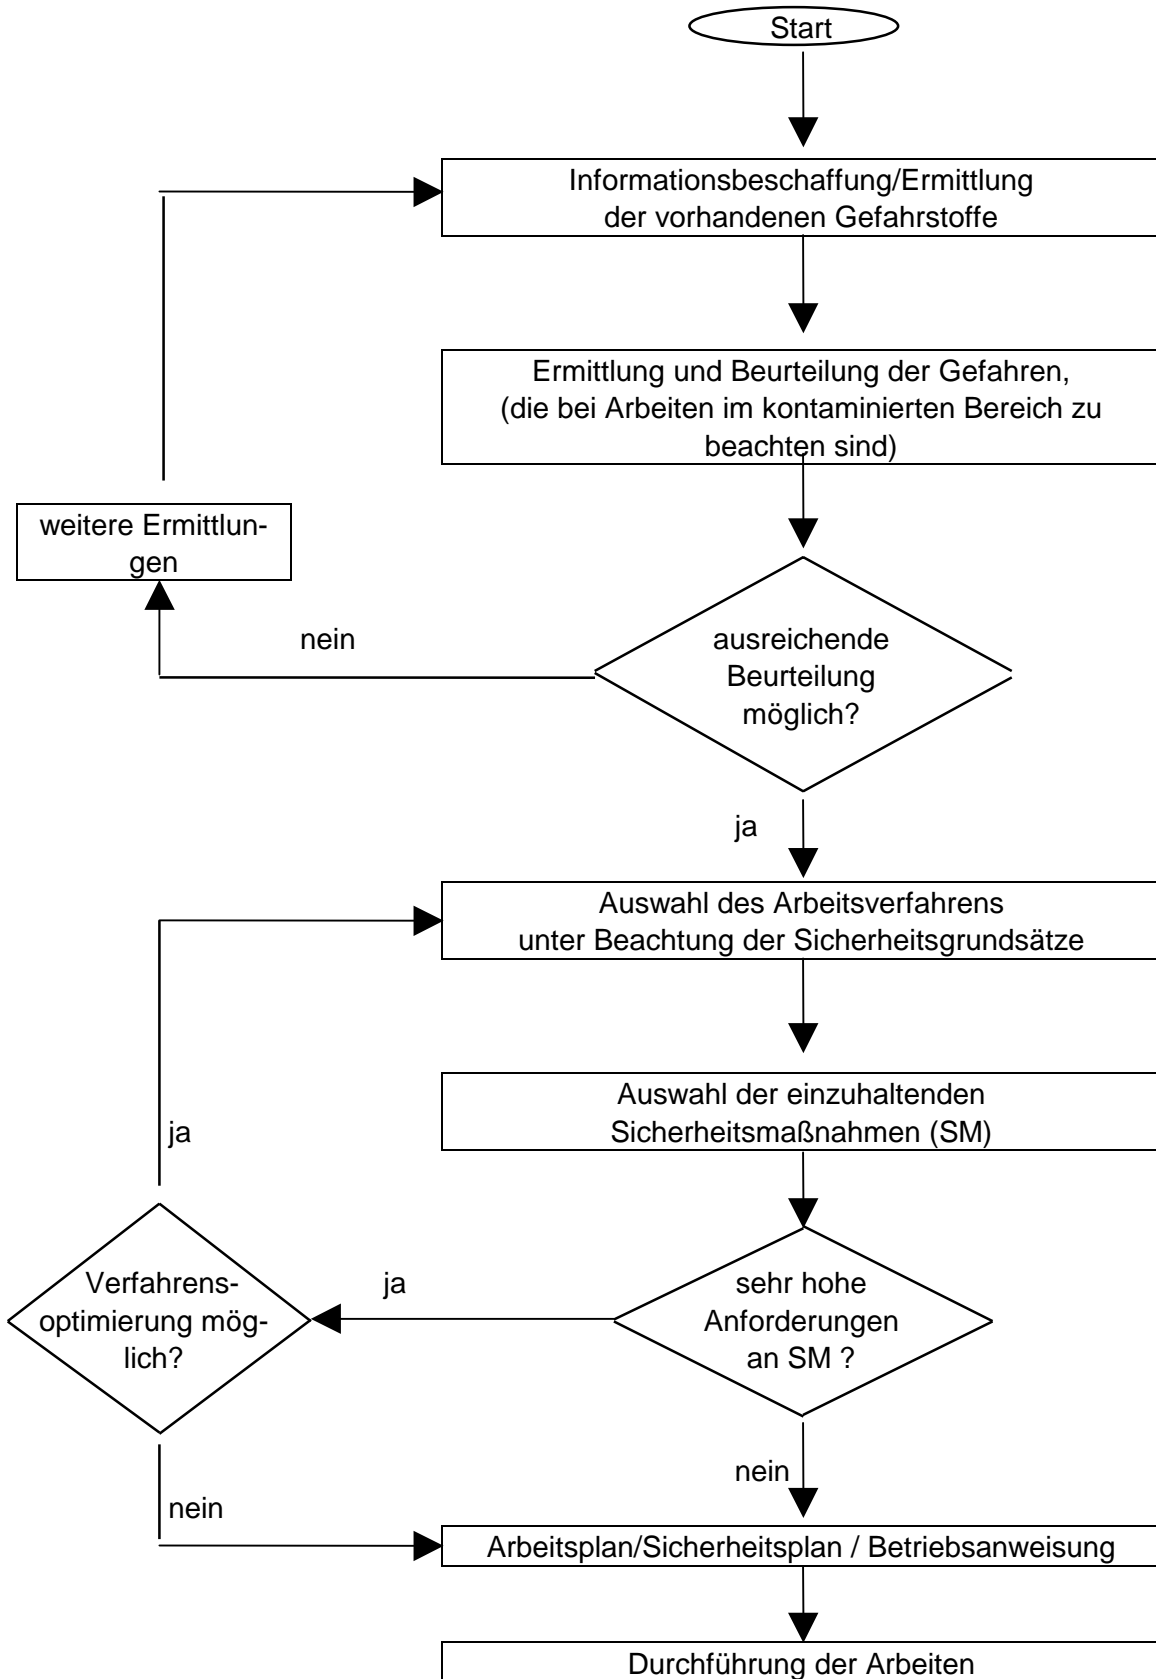 Start
Informationsbeschaffung/Ermittlung
der vorhandenen Gefahrstoffe
Ermittlung und Beurteilung der Gefahren,
(die bei Arbeiten im kontaminierten Bereich zu
beachten sind)
weitere Ermittlun-
gen
nein
ausreichende
Beurteilung
möglich?
ja
Auswahl des Arbeitsverfahrens
unter Beachtung der Sicherheitsgrundsätze
Auswahl der einzuhaltenden
Sicherheitsmaßnahmen (SM)
ja
Verfahrens-
optimierung mög-
lich?
ja
sehr hohe
Anforderungen
an SM ?
nein
nein
Arbeitsplan/Sicherheitsplan / Betriebsanweisung
Durchführung der Arbeiten